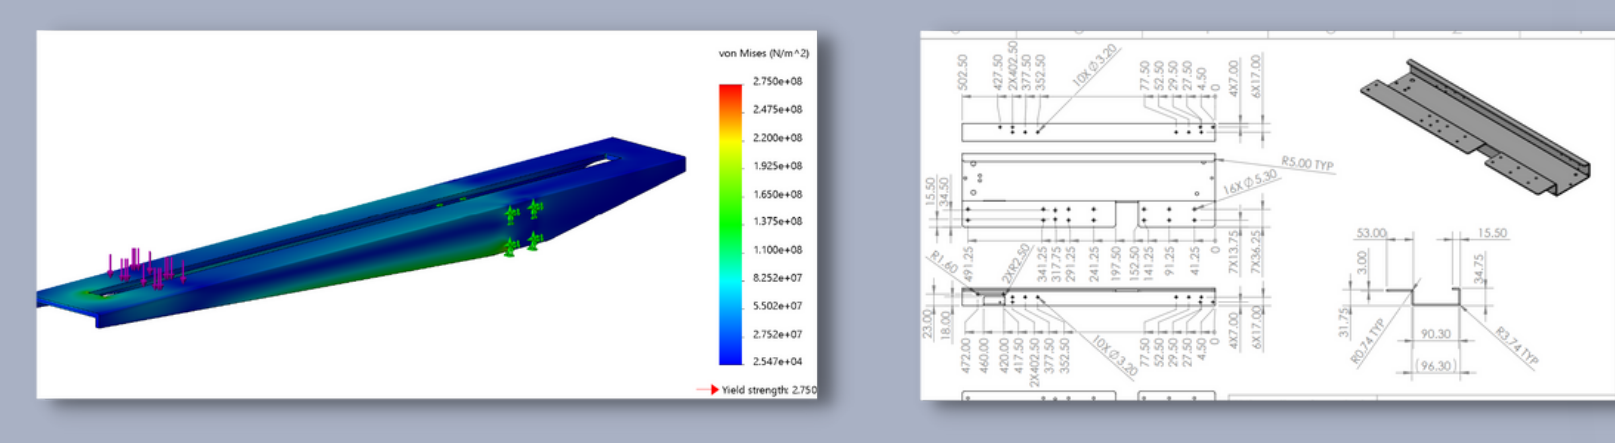 von Mises (N/m^2)
2.750e+08
2.475e+08
2.200e+08
1.925e+08
1.650e+08
1.375e+08
1.100e+08
8.252e+07
5.502e+07
2.752e+07
2.547e+04
Yield strength: 2.750
502.50
427.50
2X402.50
377.50
352.50
10X Ø3.20
77.50
52.50
29.50
27.50
4.50
0
4X7.00
6X17.00
R5.00 TYP
16X Ø5.30
15.50
34.50
R1.60
491.25
2XR2.50
341.25
317.75
291.25
241.25
197.50
152.50
141.25
91.25
41.25
0
7X13.75
7X36.25
23.00
18.00
472.00
460.00
420.00
417.50
2X402.50
377.50
352.50
10X Ø3.20
77.50
52.50
29.50
27.50
4.50
0
4X7.00
6X17.00
53.00
15.50
3.00
34.75
31.75
R0.74 TYP
90.30
R3.74 TYP
(96.30)